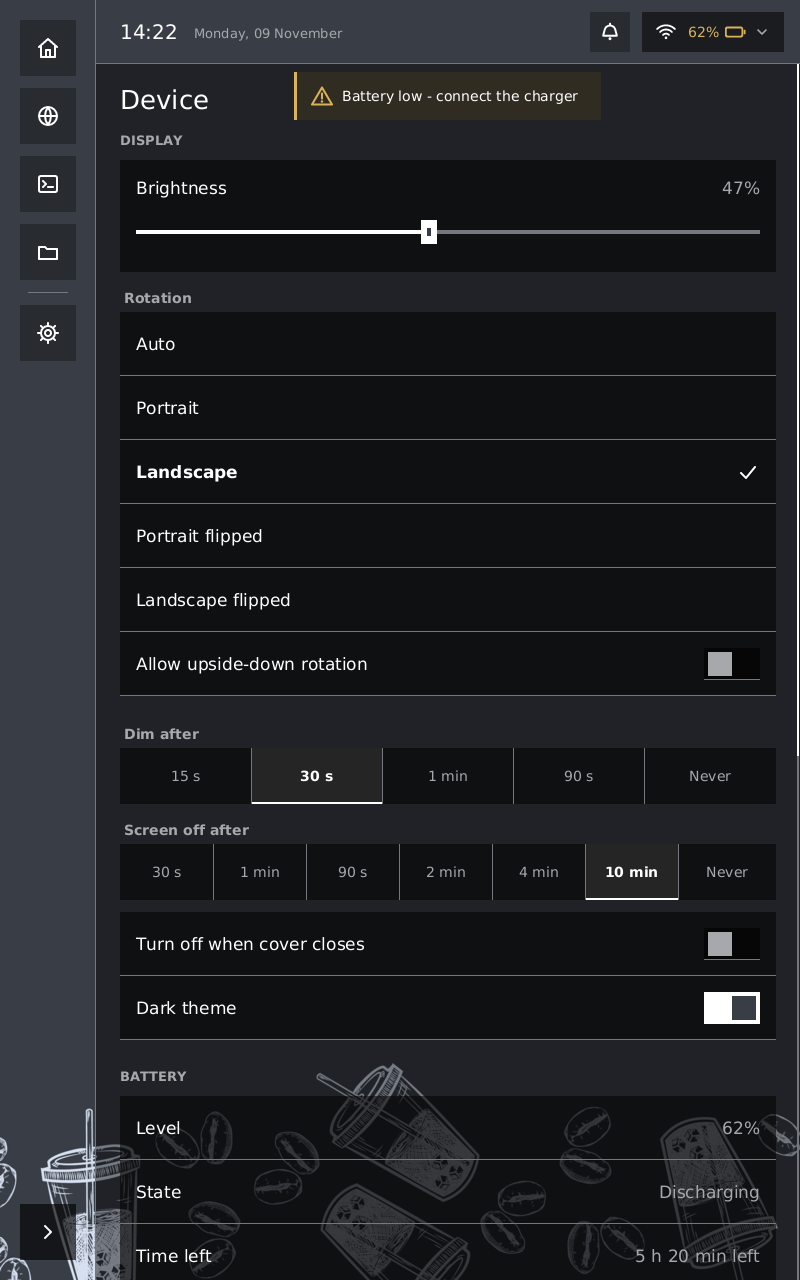 14:22 Monday, 09 November 62%
Device
Battery low - connect the charger
DISPLAY
Brightness 47%
Rotation
Auto
Portrait
Landscape
Portrait flipped
Landscape flipped
Allow upside-down rotation
Dim after
15 s 30 s 1 min 90 s Never
Screen off after
30 s 1 min 90 s 2 min 4 min 10 min Never
Turn off when cover closes
Dark theme
BATTERY
Level 62%
State Discharging
Time left 5 h 20 min left